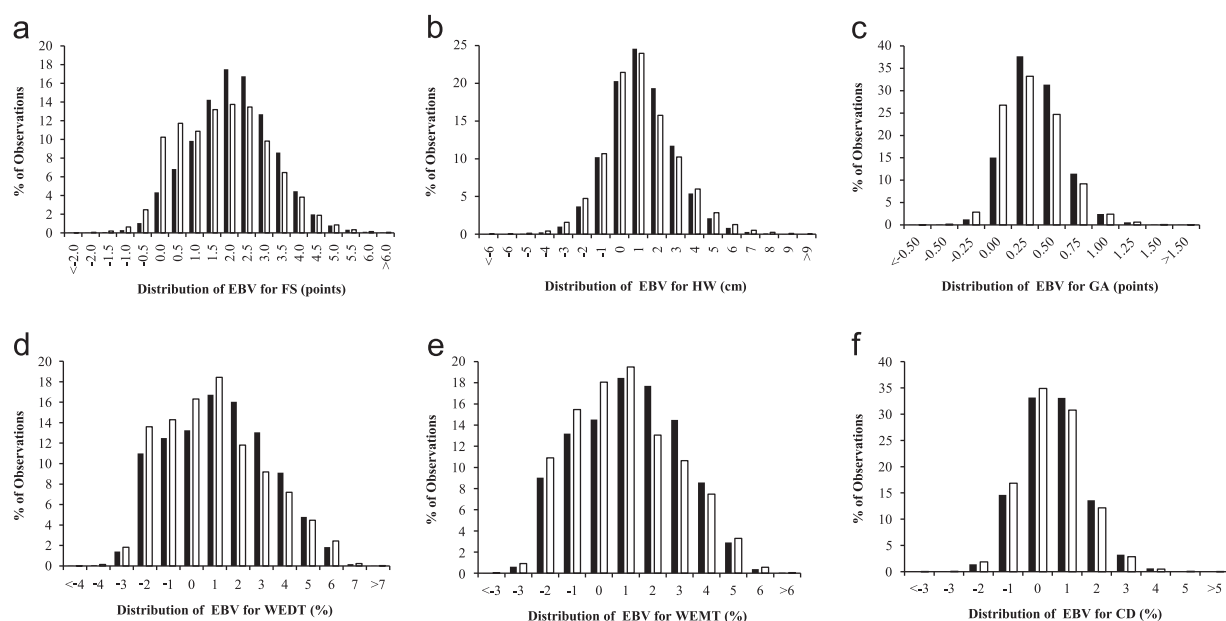 a
20
18
16
14
12
10
8
6
4
2
0
% of Observations
<-2.0 -2.0 -1.5 -1.0 -0.5 0.0 0.5 1.0 1.5 2.0 2.5 3.0 3.5 4.0 4.5 5.0 5.5 6.0 >6.0
Distribution of EBV for FS (points)
b
25
20
15
10
5
0
% of Observations
<-6 -6 -5 -4 -3 -2 -1 0 1 2 3 4 5 6 7 8 9 >9
Distribution of EBV for HW (cm)
c
40
35
30
25
20
15
10
5
0
% of Observations
<-0.50 -0.50 -0.25 0.00 0.25 0.50 0.75 1.00 1.25 1.50 >1.50
Distribution of EBV for GA (points)
d
20
18
16
14
12
10
8
6
4
2
0
% of Observations
<-4 -4 -3 -2 -1 0 1 2 3 4 5 6 7 >7
Distribution of EBV for WEDT (%)
e
20
18
16
14
12
10
8
6
4
2
0
% of Observations
<-3 -3 -2 -1 0 1 2 3 4 5 6 >6
Distribution of EBV for WEMT (%)
f
40
35
30
25
20
15
10
5
0
% of Observations
<-3 -3 -2 -1 0 1 2 3 4 5 >5
Distribution of EBV for CD (%)